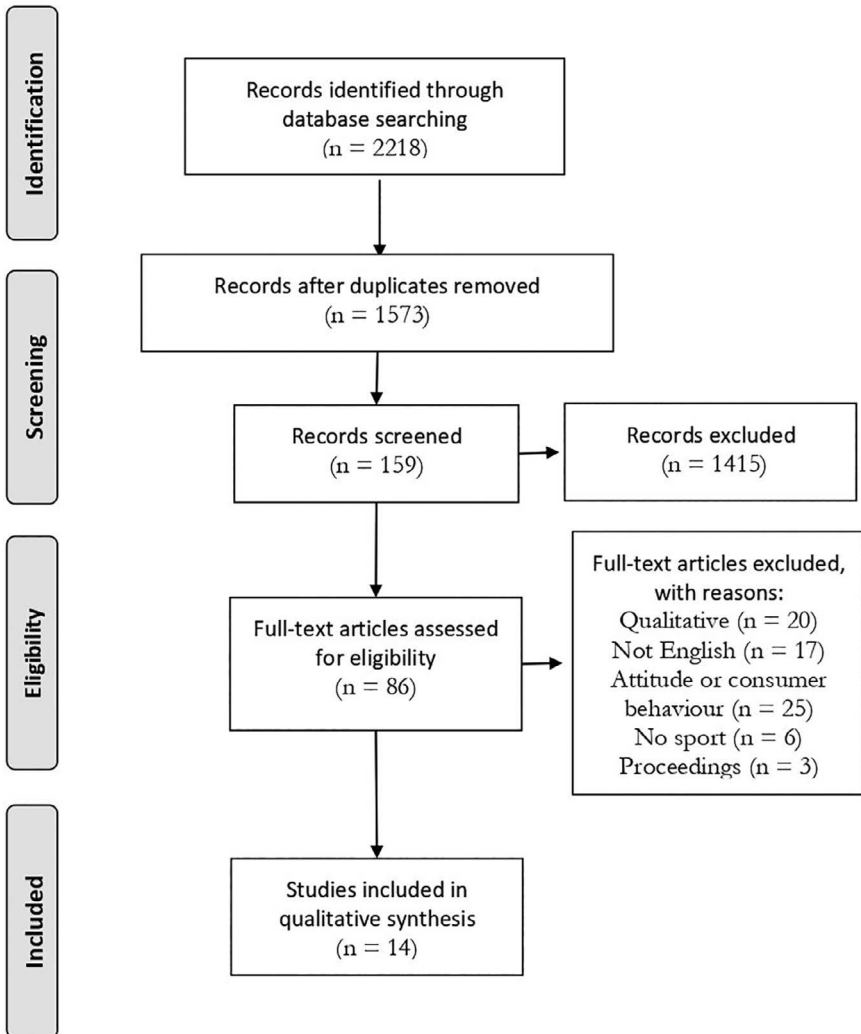 Identification
Records identified through
database searching
(n = 2218)
Records after duplicates removed
(n = 1573)
Screening
Records screened
(n = 159)
Records excluded
(n = 1415)
Eligibility
Full-text articles assessed
for eligibility
(n = 86)
Full-text articles excluded,
with reasons:
Qualitative (n = 20)
Not English (n = 17)
Attitude or consumer
behaviour (n = 25)
No sport (n = 6)
Proceedings (n = 3)
Included
Studies included in
qualitative synthesis
(n = 14)